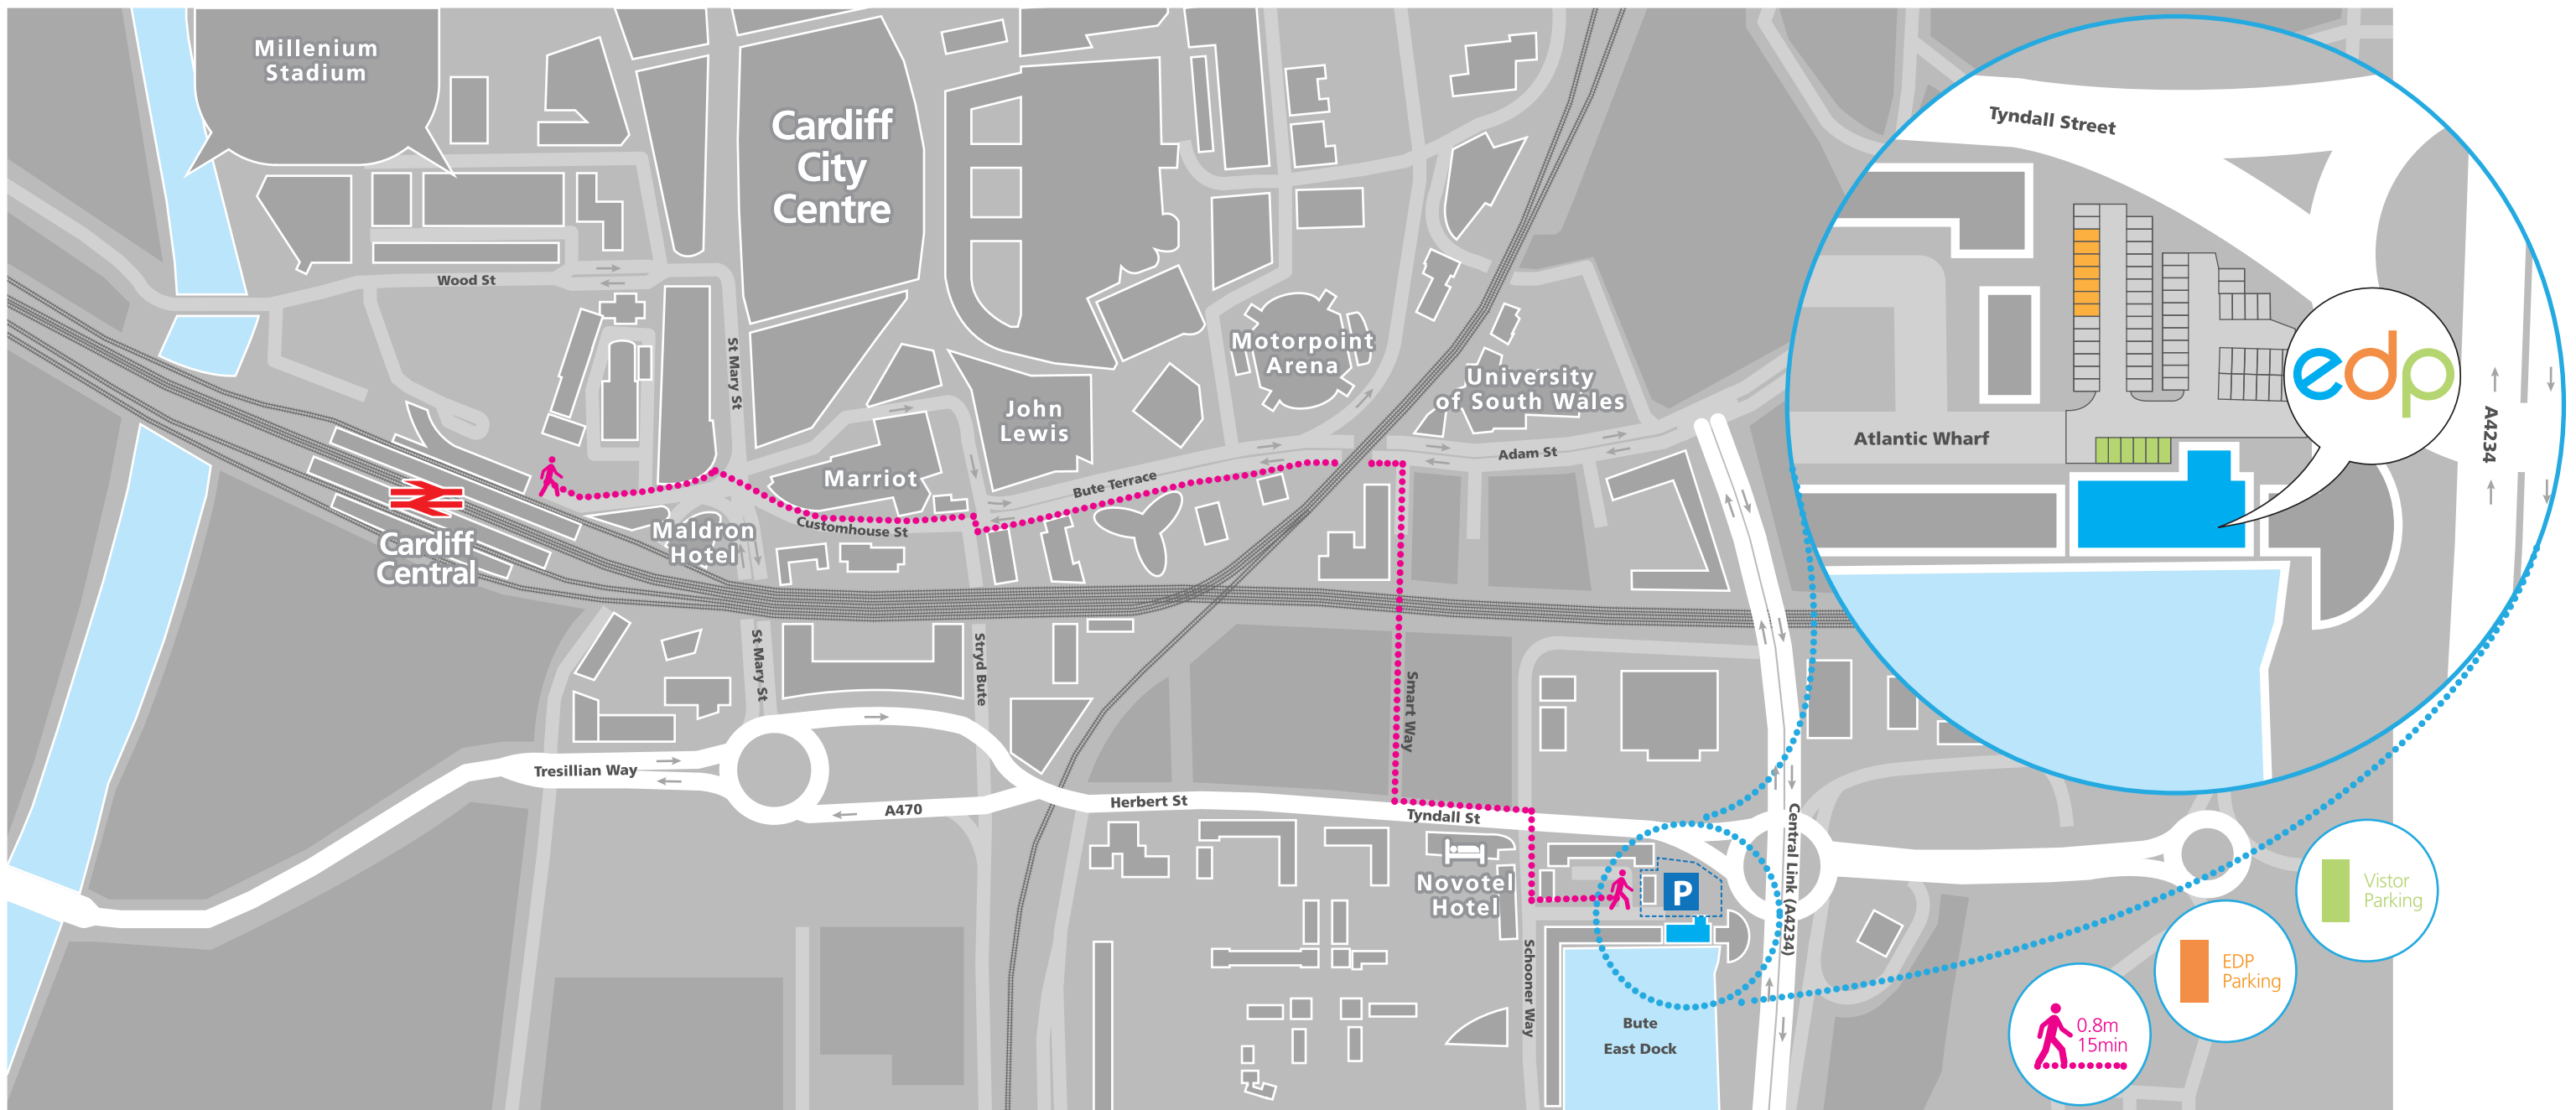 Millenium
Stadium
Cardiff
City
Centre
Tyndall Street
Wood St
St Mary St
Motorpoint
Arena
University
of South Wales
John
Lewis
edp
A4234
Atlantic Wharf
Adam St
Marriot
Bute Terrace
Customhouse St
Maldron
Hotel
Cardiff
Central
St Mary St
Stryd Bute
Smart Way
Tresillian Way
A470
Herbert St
Tyndall St
Central Link (A4234)
Novotel
Hotel
P
Schooner Way
Bute
East Dock
Vistor
Parking
EDP
Parking
0.8m
15min